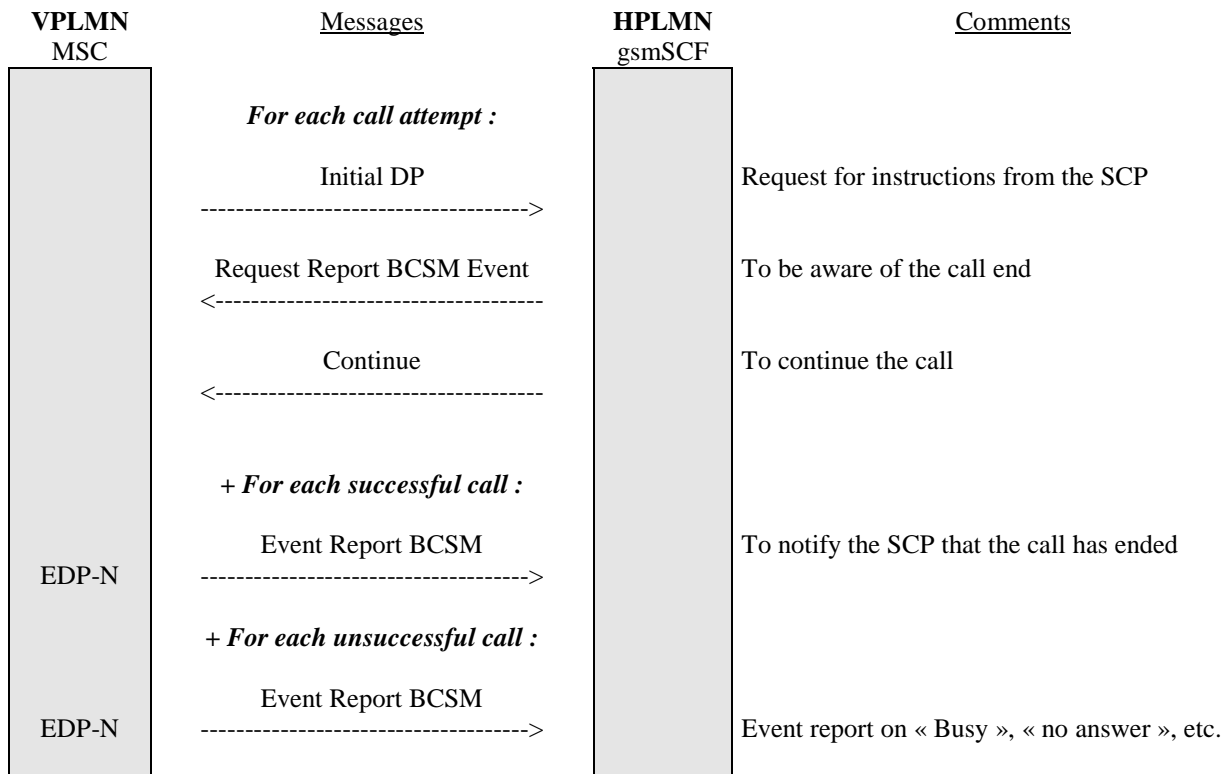 VPLMN Messages HPLMN Comments
MSC gsmSCF
For each call attempt :
Initial DP Request for instructions from the SCP
------------------------------------->
Request Report BCSM Event To be aware of the call end
<-------------------------------------
Continue To continue the call
<-------------------------------------
+ For each successful call :
Event Report BCSM To notify the SCP that the call has ended
EDP-N ------------------------------------->
+ For each unsuccessful call :
Event Report BCSM
EDP-N -------------------------------------> Event report on « Busy », « no answer », etc.